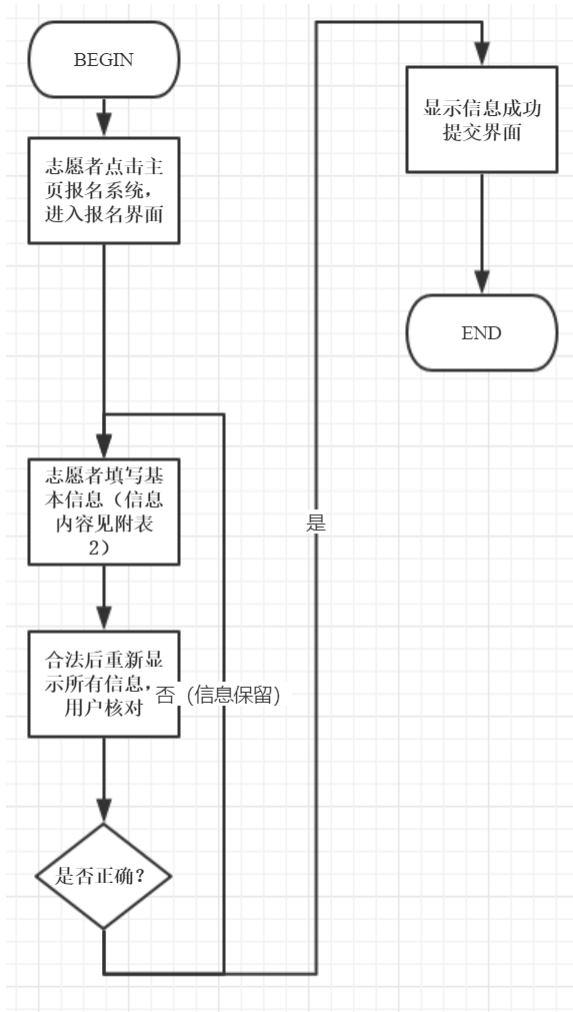 BEGIN
志愿者点击主
页报名系统，
进入报名界面
志愿者填写基
本信息（信息
内容见附表
2）
合法后重新显
示所有信息，
用户核对
否（信息保留）
是否正确？
是
显示信息成功
提交界面
END